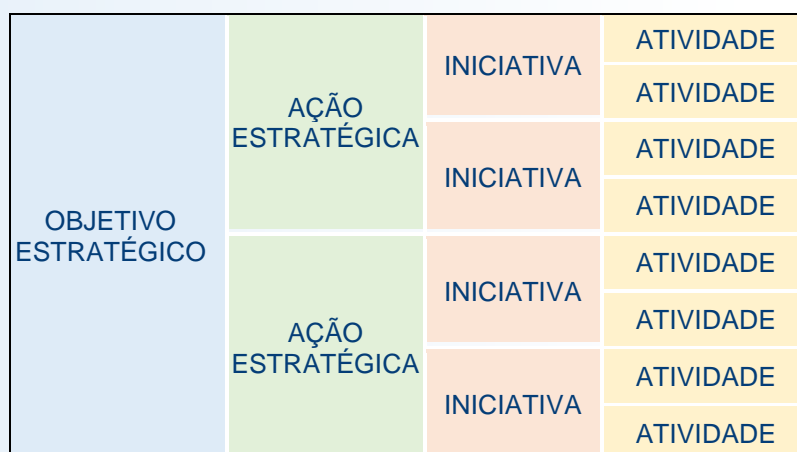 OBJETIVO
ESTRATÉGICO
AÇÃO
ESTRATÉGICA
INICIATIVA
ATIVIDADE
ATIVIDADE
INICIATIVA
ATIVIDADE
ATIVIDADE
AÇÃO
ESTRATÉGICA
INICIATIVA
ATIVIDADE
ATIVIDADE
INICIATIVA
ATIVIDADE
ATIVIDADE